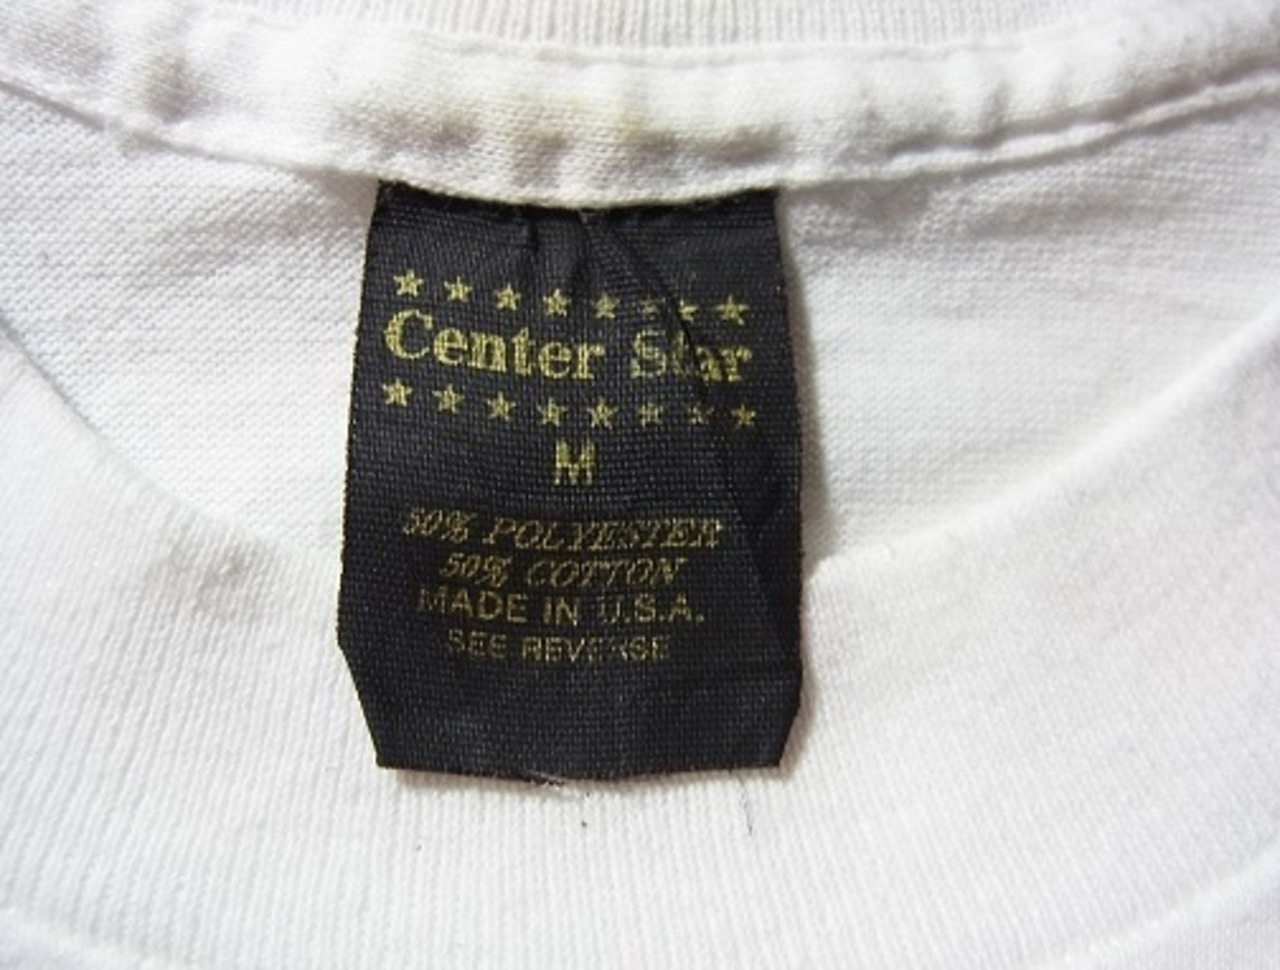 Center Star
M
50% POLYESTER
50% COTTON
MADE IN U.S.A.
SEE REVERSE